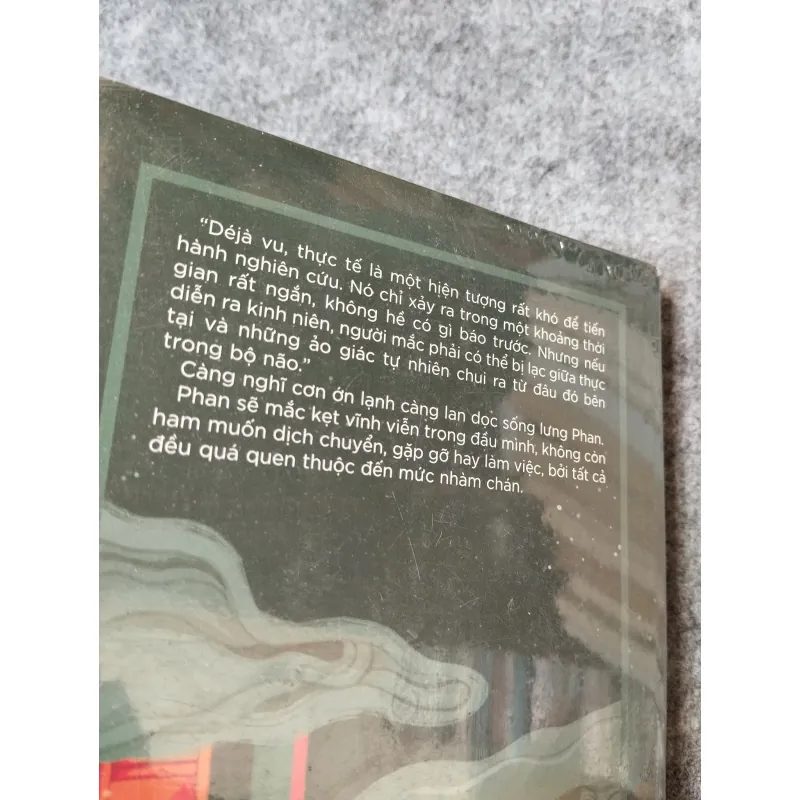 “Déjà vu, thực tế là một hiện tượng rất khó để tiến
hành nghiên cứu. Nó chỉ xảy ra trong một khoảng thời
gian rất ngắn, không hề có gì báo trước. Nhưng nếu
diễn ra kinh niên, người mắc phải có thể bị lạc giữa thực
tại và những ảo giác tự nhiên chui ra từ đâu đó bên
trong bộ não.”
Càng nghĩ cơn ớn lạnh càng lan dọc sống lưng Phan.
Phan sẽ mắc kẹt vĩnh viễn trong đầu mình, không còn
ham muốn dịch chuyển, gặp gỡ hay làm việc, bởi tất cả
đều quá quen thuộc đến mức nhàm chán.